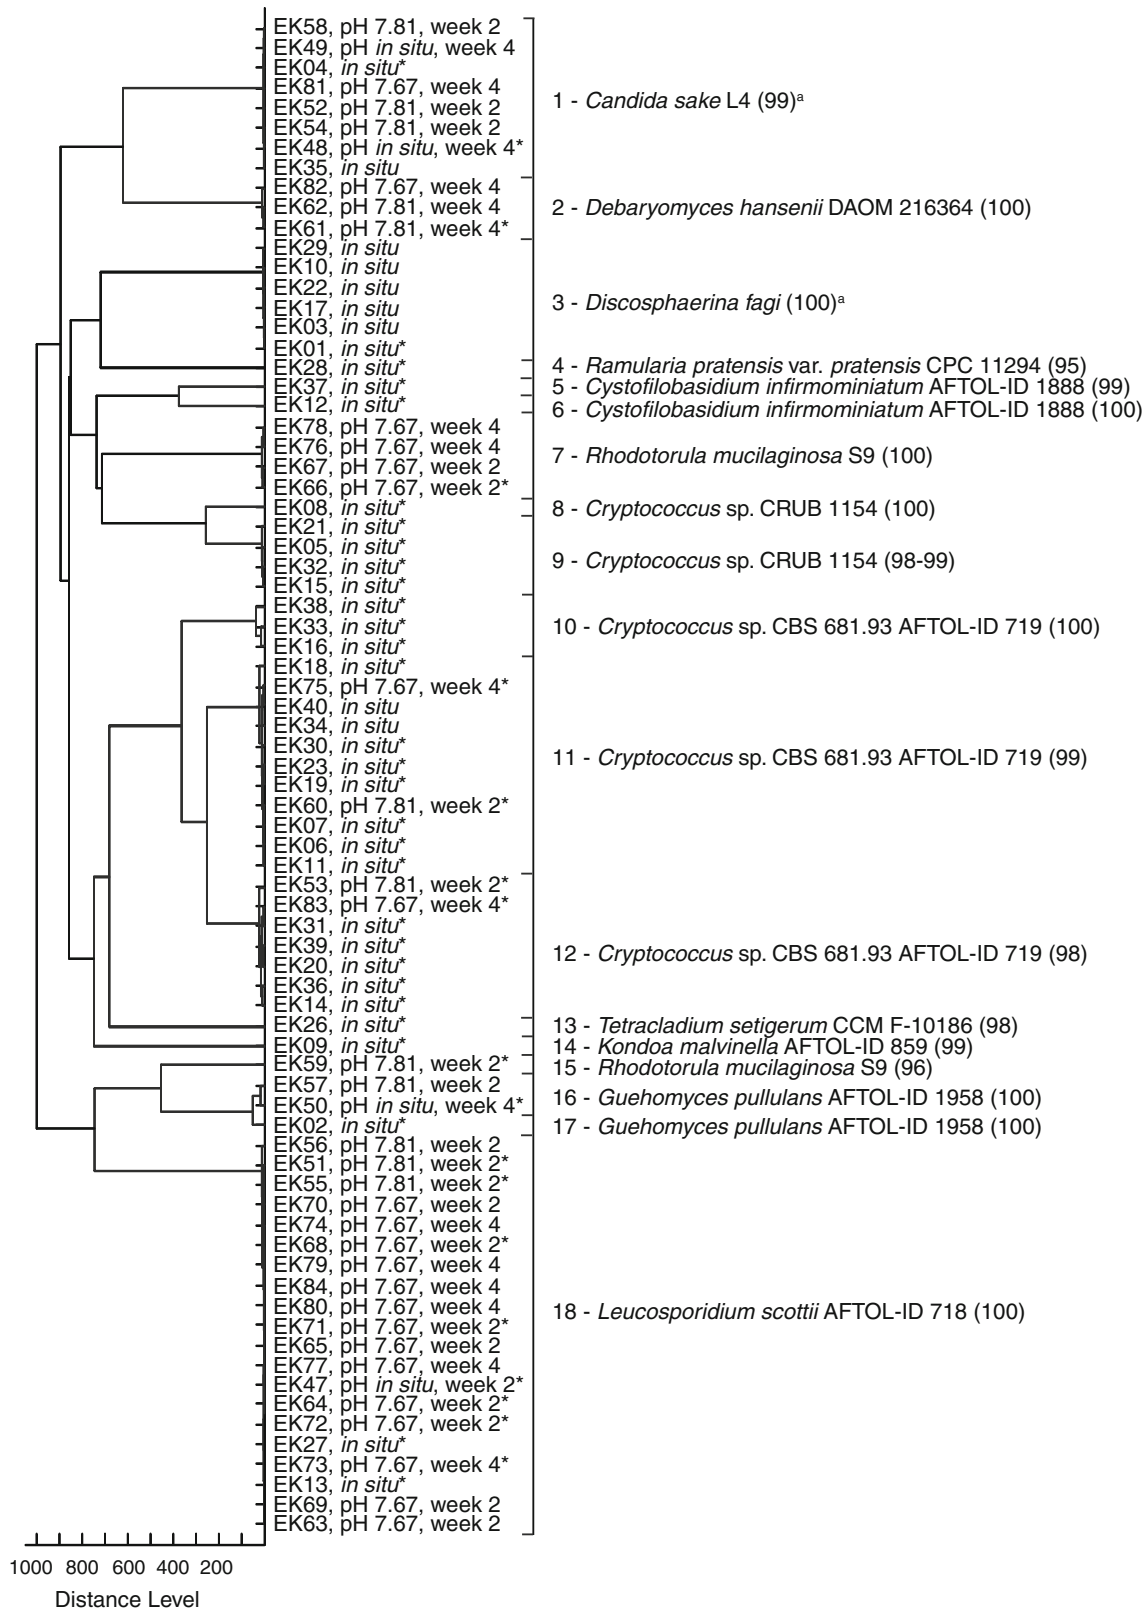 EK58, pH 7.81, week 2
EK49, pH in situ, week 4
EK04, in situ*
EK81, pH 7.67, week 4
EK52, pH 7.81, week 2
EK54, pH 7.81, week 2
EK48, pH in situ, week 4*
EK35, in situ
1 - Candida sake L4 (99)ᵃ
EK82, pH 7.67, week 4
EK62, pH 7.81, week 4
EK61, pH 7.81, week 4*
2 - Debaryomyces hansenii DAOM 216364 (100)
EK29, in situ
EK10, in situ
EK22, in situ
EK17, in situ
EK03, in situ
EK01, in situ*
3 - Discosphaerina fagi (100)ᵃ
EK28, in situ*
4 - Ramularia pratensis var. pratensis CPC 11294 (95)
EK37, in situ*
5 - Cystofilobasidium infirmominiatum AFTOL-ID 1888 (99)
EK12, in situ*
6 - Cystofilobasidium infirmominiatum AFTOL-ID 1888 (100)
EK78, pH 7.67, week 4
EK76, pH 7.67, week 4
EK67, pH 7.67, week 2
EK66, pH 7.67, week 2*
7 - Rhodotorula mucilaginosa S9 (100)
EK08, in situ*
8 - Cryptococcus sp. CRUB 1154 (100)
EK21, in situ*
EK05, in situ*
EK32, in situ*
EK15, in situ*
9 - Cryptococcus sp. CRUB 1154 (98-99)
EK38, in situ*
EK33, in situ*
EK16, in situ*
10 - Cryptococcus sp. CBS 681.93 AFTOL-ID 719 (100)
EK18, in situ*
EK75, pH 7.67, week 4*
EK40, in situ
EK34, in situ
EK30, in situ*
EK23, in situ*
EK19, in situ*
EK60, pH 7.81, week 2*
EK07, in situ*
EK06, in situ*
EK11, in situ*
11 - Cryptococcus sp. CBS 681.93 AFTOL-ID 719 (99)
EK53, pH 7.81, week 2*
EK83, pH 7.67, week 4*
EK31, in situ*
EK39, in situ*
EK20, in situ*
EK36, in situ*
EK14, in situ*
12 - Cryptococcus sp. CBS 681.93 AFTOL-ID 719 (98)
EK26, in situ*
13 - Tetracladium setigerum CCM F-10186 (98)
EK09, in situ*
14 - Kondoa malvinella AFTOL-ID 859 (99)
EK59, pH 7.81, week 2*
15 - Rhodotorula mucilaginosa S9 (96)
EK57, pH 7.81, week 2
EK50, pH in situ, week 4*
16 - Guehomyces pullulans AFTOL-ID 1958 (100)
EK02, in situ*
17 - Guehomyces pullulans AFTOL-ID 1958 (100)
EK56, pH 7.81, week 2
EK51, pH 7.81, week 2*
EK55, pH 7.81, week 2*
EK70, pH 7.67, week 2
EK74, pH 7.67, week 4
EK68, pH 7.67, week 2*
EK79, pH 7.67, week 4
EK84, pH 7.67, week 4
EK80, pH 7.67, week 4
EK71, pH 7.67, week 2*
EK65, pH 7.67, week 2
EK77, pH 7.67, week 4
EK47, pH in situ, week 2*
EK64, pH 7.67, week 2*
EK72, pH 7.67, week 2*
EK27, in situ*
EK73, pH 7.67, week 4*
EK13, in situ*
EK69, pH 7.67, week 2
EK63, pH 7.67, week 2
18 - Leucosporidium scottii AFTOL-ID 718 (100)
1000 800 600 400 200
Distance Level